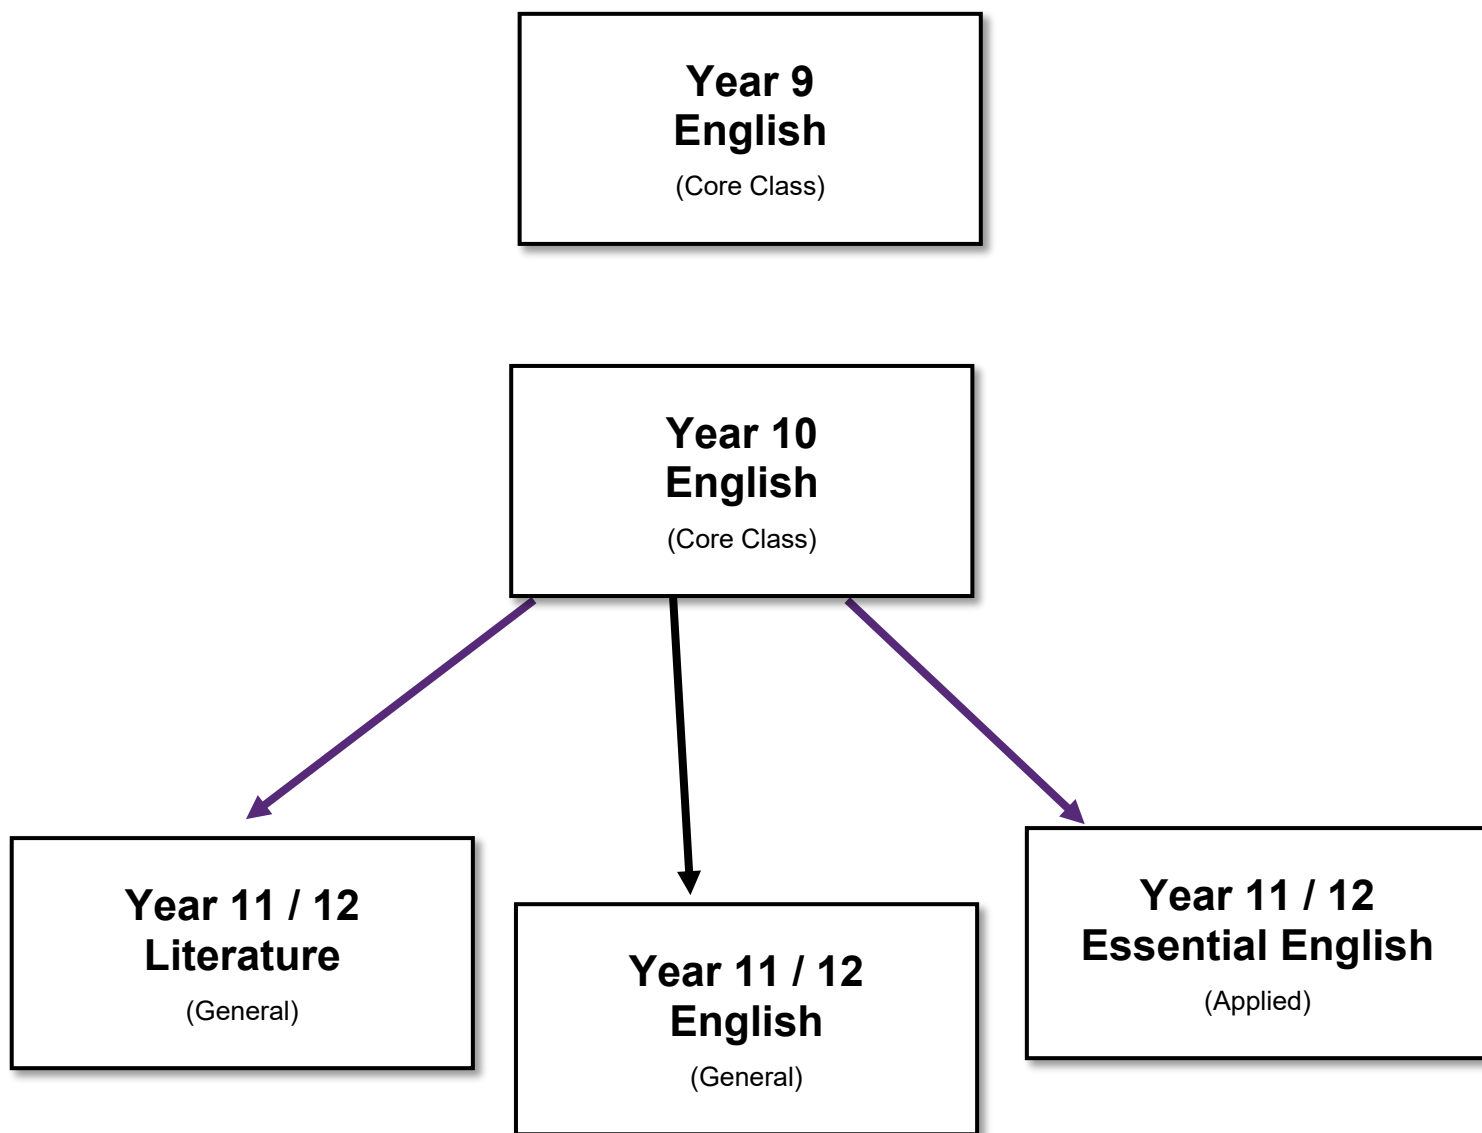 Year 9
English
(Core Class)
Year 10
English
(Core Class)
Year 11 / 12
Literature
(General)
Year 11 / 12
English
(General)
Year 11 / 12
Essential English
(Applied)